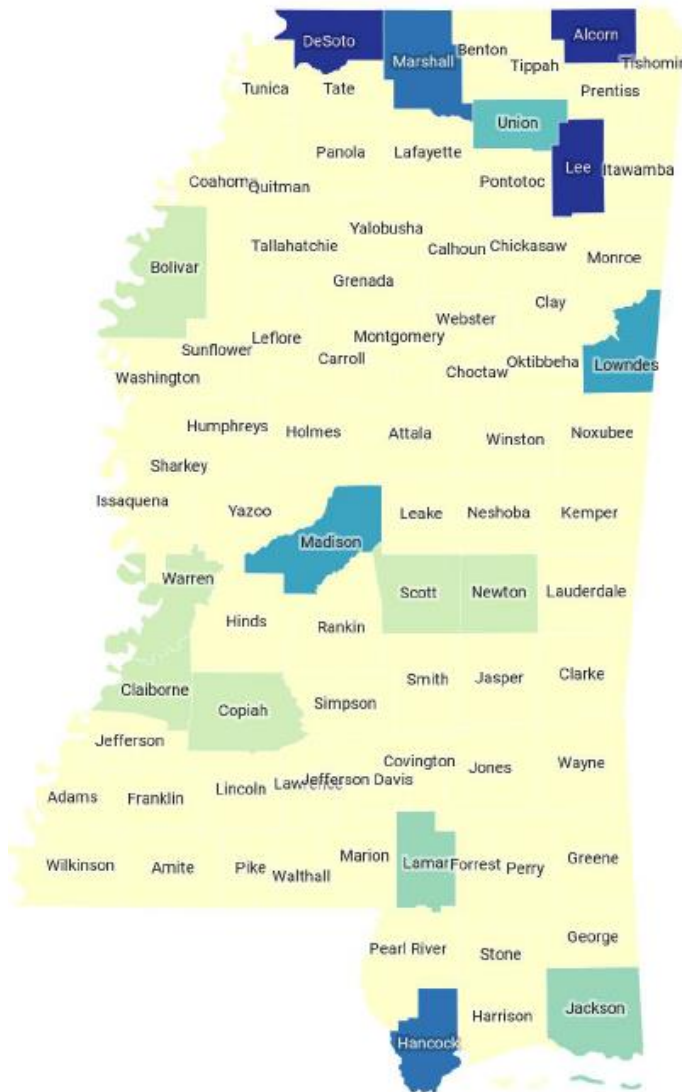 DeSoto
Marshall
Benton
Tippah
Alcorn
Tishomin
Tunica
Tate
Prentiss
Union
Panola
Lafayette
Pontotoc
Lee
Itawamba
Coahoma
Quitman
Bolivar
Tallahatchie
Yalobusha
Calhoun
Chickasaw
Monroe
Grenada
Clay
Sunflower
Leflore
Carroll
Montgomery
Webster
Choctaw
Oktibbeha
Lowndes
Washington
Humphreys
Holmes
Attala
Winston
Noxubee
Sharkey
Issaquena
Yazoo
Madison
Leake
Neshoba
Kemper
Warren
Hinds
Rankin
Scott
Newton
Lauderdale
Claiborne
Copiah
Simpson
Smith
Jasper
Clarke
Jefferson
Adams
Franklin
Lincoln
Lawrence
Jefferson Davis
Covington
Jones
Wayne
Wilkinson
Amite
Pike
Walthall
Marion
Lamar
Forrest
Perry
Greene
Pearl River
Stone
George
Hancock
Harrison
Jackson